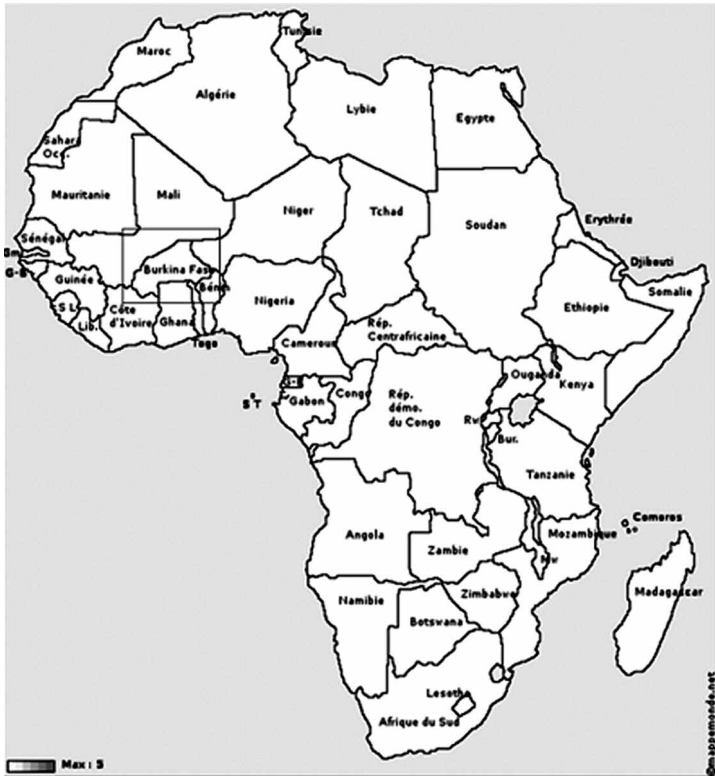 Tunisie
Maroc
Algérie
Lybie
Egypte
Sahara
Occ.
Mauritanie
Mali
Niger
Tchad
Soudan
Erythrée
Sénégal
Gm
G-B
Guinée
Burkina Faso
Bénin
Djibouti
Somalie
Ethiopie
S L
Lib.
Côte
d'Ivoire
Ghana
Togo
Nigeria
Cameroun
Rép.
Centrafricaine
Ouganda
Kenya
S T
Gabon
Congo
Rép.
démo.
du Congo
Rw
Bur.
Tanzanie
Angola
Zambie
Mozambique
Mw
Comoros
Namibie
Zimbabwe
Botswana
Madagascar
Lesotho
Afrique du Sud
Max : 5
©mappemonde.net